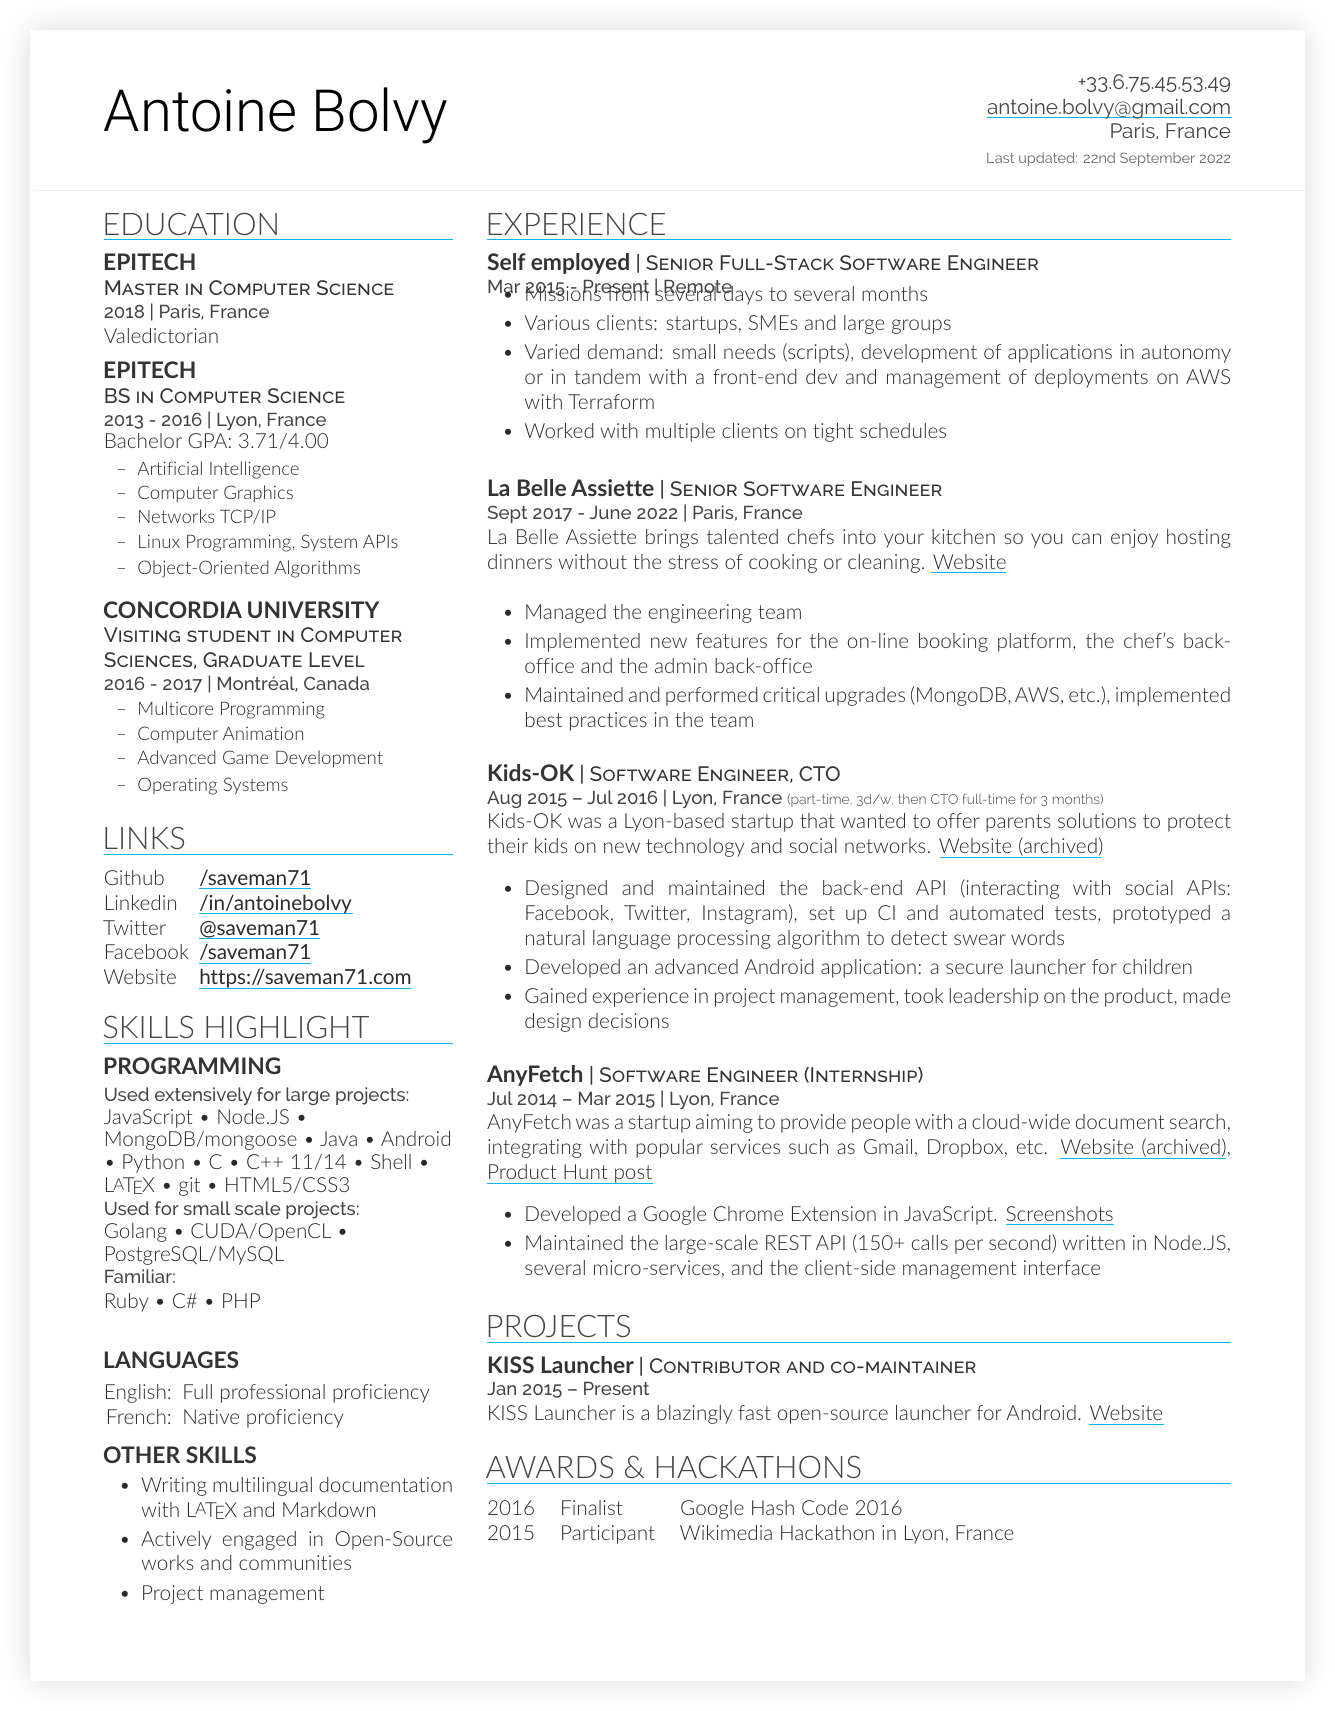 Antoine Bolvy
+33.6.75.45.53.49
antoine.bolvy@gmail.com
Paris, France
Last updated: 22nd September 2022
EDUCATION
EPITECH
Master in Computer Science
2018 | Paris, France
Valedictorian
EPITECH
BS in Computer Science
2013 - 2016 | Lyon, France
Bachelor GPA: 3.71/4.00
– Artificial Intelligence
– Computer Graphics
– Networks TCP/IP
– Linux Programming, System APIs
– Object-Oriented Algorithms
CONCORDIA UNIVERSITY
Visiting student in Computer
Sciences, Graduate Level
2016 - 2017 | Montréal, Canada
– Multicore Programming
– Computer Animation
– Advanced Game Development
– Operating Systems
LINKS
Github /saveman71
Linkedin /in/antoinebolvy
Twitter @saveman71
Facebook /saveman71
Website https://saveman71.com
SKILLS HIGHLIGHT
PROGRAMMING
Used extensively for large projects:
JavaScript • Node.JS •
MongoDB/mongoose • Java • Android
• Python • C • C++ 11/14 • Shell •
LATEX • git • HTML5/CSS3
Used for small scale projects:
Golang • CUDA/OpenCL •
PostgreSQL/MySQL
Familiar:
Ruby • C# • PHP
LANGUAGES
English: Full professional proficiency
French: Native proficiency
OTHER SKILLS
• Writing multilingual documentation
with LATEX and Markdown
• Actively engaged in Open-Source
works and communities
• Project management
EXPERIENCE
Self employed | Senior Full-Stack Software Engineer
Mar 2015 - Present | Remote
• Missions from several days to several months
• Various clients: startups, SMEs and large groups
• Varied demand: small needs (scripts), development of applications in autonomy
or in tandem with a front-end dev and management of deployments on AWS
with Terraform
• Worked with multiple clients on tight schedules
La Belle Assiette | Senior Software Engineer
Sept 2017 - June 2022 | Paris, France
La Belle Assiette brings talented chefs into your kitchen so you can enjoy hosting
dinners without the stress of cooking or cleaning. Website
• Managed the engineering team
• Implemented new features for the on-line booking platform, the chef's back-
office and the admin back-office
• Maintained and performed critical upgrades (MongoDB, AWS, etc.), implemented
best practices in the team
Kids-OK | Software Engineer, CTO
Aug 2015 – Jul 2016 | Lyon, France (part-time, 3d/w, then CTO full-time for 3 months)
Kids-OK was a Lyon-based startup that wanted to offer parents solutions to protect
their kids on new technology and social networks. Website (archived)
• Designed and maintained the back-end API (interacting with social APIs:
Facebook, Twitter, Instagram), set up CI and automated tests, prototyped a
natural language processing algorithm to detect swear words
• Developed an advanced Android application: a secure launcher for children
• Gained experience in project management, took leadership on the product, made
design decisions
AnyFetch | Software Engineer (Internship)
Jul 2014 – Mar 2015 | Lyon, France
AnyFetch was a startup aiming to provide people with a cloud-wide document search,
integrating with popular services such as Gmail, Dropbox, etc. Website (archived),
Product Hunt post
• Developed a Google Chrome Extension in JavaScript. Screenshots
• Maintained the large-scale REST API (150+ calls per second) written in Node.JS,
several micro-services, and the client-side management interface
PROJECTS
KISS Launcher | Contributor and co-maintainer
Jan 2015 – Present
KISS Launcher is a blazingly fast open-source launcher for Android. Website
AWARDS & HACKATHONS
2016 Finalist Google Hash Code 2016
2015 Participant Wikimedia Hackathon in Lyon, France